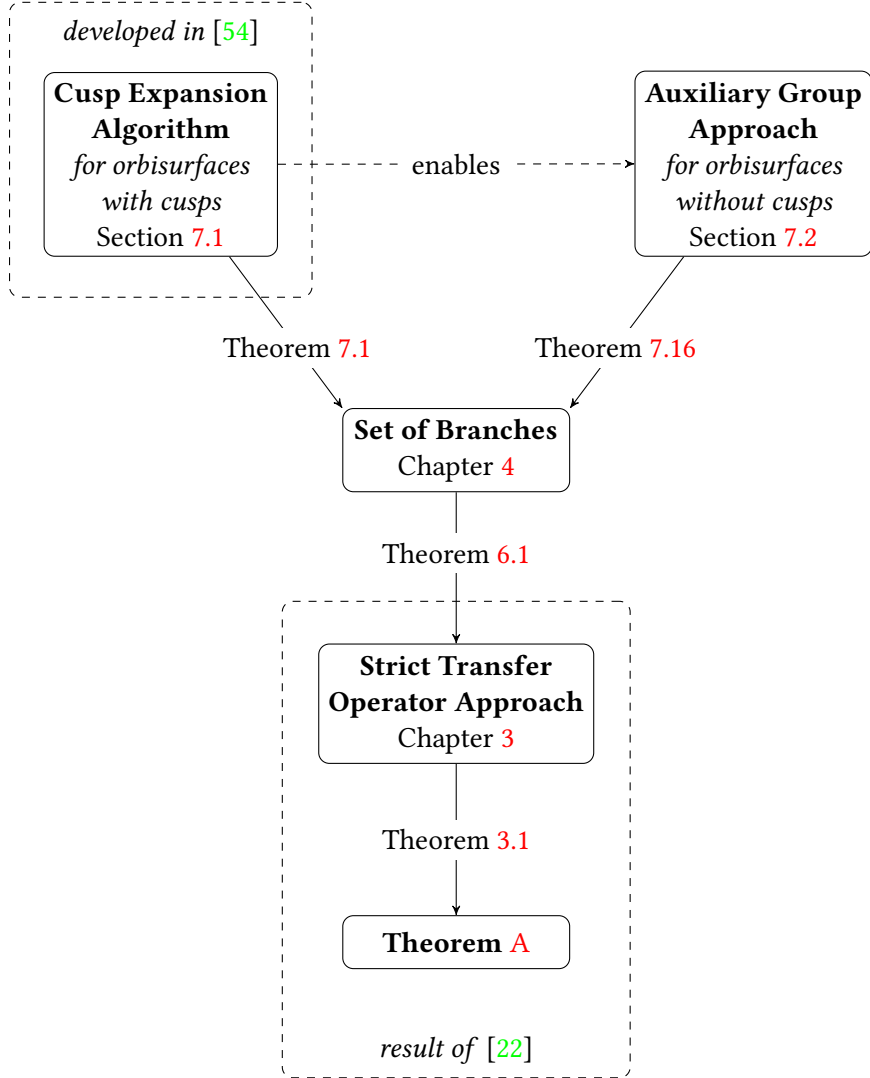 developed in [54]
Cusp Expansion
Algorithm
for orbisurfaces
with cusps
Section 7.1
enables
Auxiliary Group
Approach
for orbisurfaces
without cusps
Section 7.2
Theorem 7.1
Theorem 7.16
Set of Branches
Chapter 4
Theorem 6.1
Strict Transfer
Operator Approach
Chapter 3
Theorem 3.1
Theorem A
result of [22]